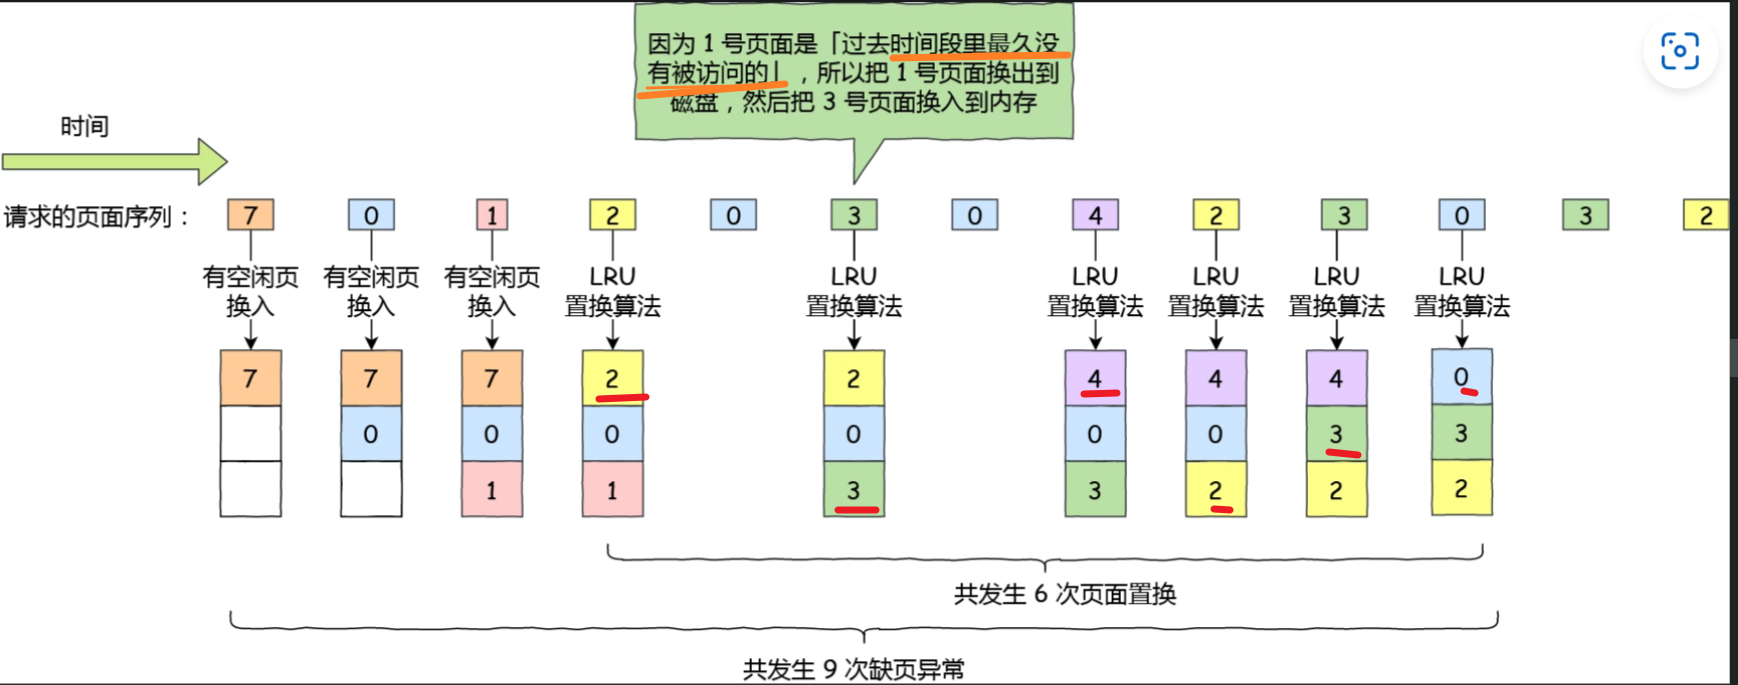 因为 1 号页面是「过去时间段里最久没
有被访问的」，所以把 1 号页面换出到
磁盘，然后把 3 号页面换入到内存
时间
请求的页面序列： 7 0 1 2 0 3 0 4 2 3 0 3 2
有空闲页 有空闲页 有空闲页 LRU LRU LRU LRU LRU LRU
换入 换入 换入 置换算法 置换算法 置换算法 置换算法 置换算法 置换算法
7 7 7 2 2 4 4 4 0
0 0 0 0 0 0 3 3
1 1 3 3 2 2 2
共发生 6 次页面置换
共发生 9 次缺页异常